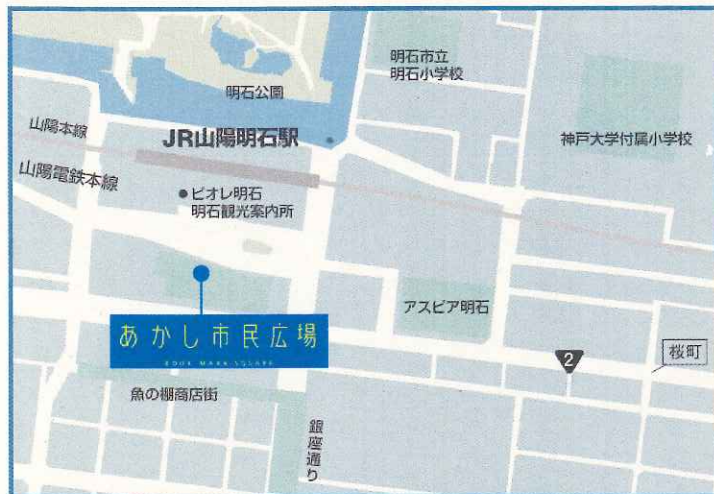 明石市立
明石小学校
明石公園
山陽本線
JR山陽明石駅
神戸大学付属小学校
山陽電鉄本線
ピオレ明石
明石観光案内所
アスピア明石
あかし市民広場
BOOK MARK SQUARE
2
桜町
魚の棚商店街
銀座通り